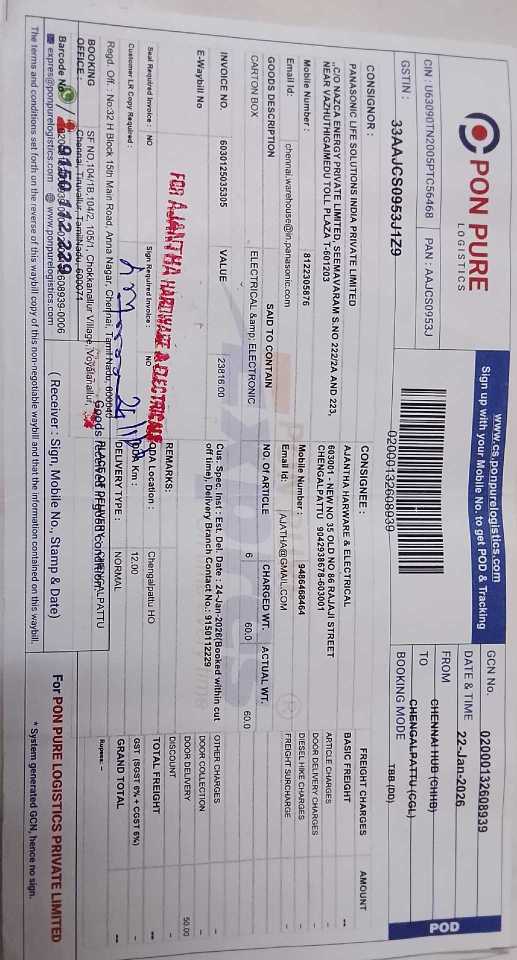 PON PURE
LOGISTICS
www.cs.ponpurelogistics.com
Sign up with your Mobile No. to get POD & Tracking
POD
CIN : U63090TN2005PTC56468 PAN : AAJCS0953J
GSTIN : 33AAJCS0953J1Z9
02000132608939
GCN No. 02000132608939
DATE & TIME 22-Jan-2026
FROM CHENNAI HUB (CHHB)
TO CHENGALPATTU (CGL)
BOOKING MODE TBB (DD)
CONSIGNOR :
PANASONIC LIFE SOLUTIONS INDIA PRIVATE LIMITED
,C/O NAZCA ENERGY PRIVATE LIMITED, SEEMAVARAM S.NO 222/2A AND 223,
NEAR VAZHUTHIGAIMEDU TOLL PLAZA T-601203
Mobile Number : 8122305876
Email Id: chennai.warehouse@in.panasonic.com
CONSIGNEE :
AJANTHA HARWARE & ELECTRICAL
603001 - NEW NO 35 OLD NO 86 RAJAJI STREET
CHENGALPATTU 9042938678-603001
Mobile Number : 9486468464
Email Id: AJATHA@GMAIL.COM
FREIGHT CHARGES AMOUNT
BASIC FREIGHT --
ARTICLE CHARGES -
DOOR DELIVERY CHARGES -
DIESEL HIKE CHARGES -
FREIGHT SURCHARGE -
GOODS DESCRIPTION SAID TO CONTAIN NO. OF ARTICLE CHARGED WT. ACTUAL WT.
CARTON BOX ELECTRICAL &amp; ELECTRONIC 6 60.0 60.0
OTHER CHARGES -
DOOR COLLECTION -
DOOR DELIVERY 50.00
DISCOUNT -
TOTAL FREIGHT --
GST (SGST 6% + CGST 6%) -
GRAND TOTAL --
Rupees: --
INVOICE NO. 6030125035305 VALUE 23816.00
E-Waybill No
Cus. Spec. Inst : Est. Del. Date : 24-Jan-2026(Booked within cut
off time), Delivery Branch Contact No.: 9150112229
REMARKS:
FOR AJANTHA HARDWARE & ELECTRICALS
Seal Required Invoice : NO Sign Required Invoice : NO
Customer LR Copy Required :
ODA Location : Chengalpattu HO
ODA Km : 12.00
DELIVERY TYPE : NORMAL
PLACE OF DELIVERY : CHENGALPATTU
Goods received in good condition.
Regd. Off. : No:32 H Block 15th Main Road, Anna Nagar, Chennai, Tamil Nadu, 600040
BOOKING OFFICE : SF NO,104/1B,104/2, 105/1, Chokkanallur Village, Voyalanallur,
Chennai, Tiruvallur, TamilNadu, 600071
Barcode No
9150 112 229
expres@ponpurelogistics.com www.ponpurelogistics.com
( Receiver : Sign, Mobile No., Stamp & Date)
For PON PURE LOGISTICS PRIVATE LIMITED
The terms and conditions set forth on the reverse of this waybill copy of this non-negotiable waybill and that the information contained on this waybill.
* System generated GCN, hence no sign.